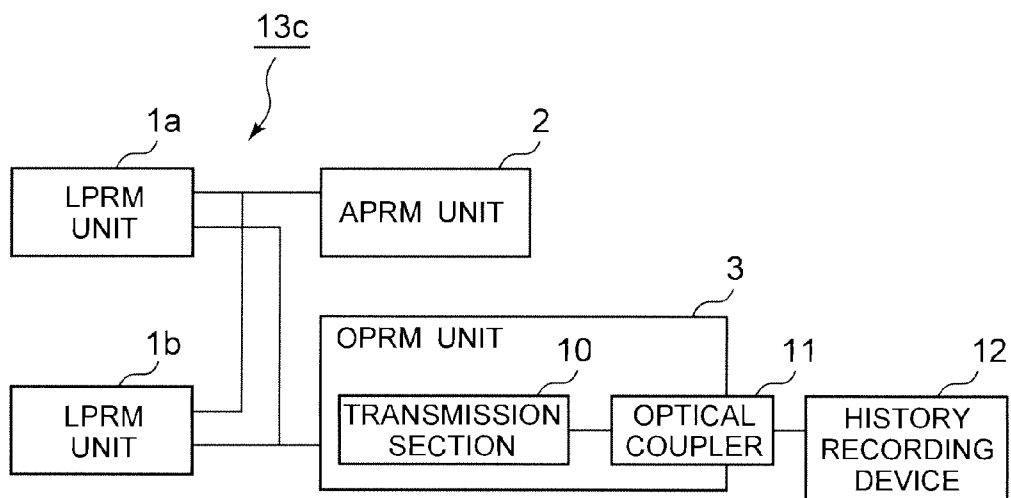 13c
1a
LPRM
UNIT
2
APRM UNIT
1b
LPRM
UNIT
3
OPRM UNIT
10
TRANSMISSION
SECTION
11
OPTICAL
COUPLER
12
HISTORY
RECORDING
DEVICE